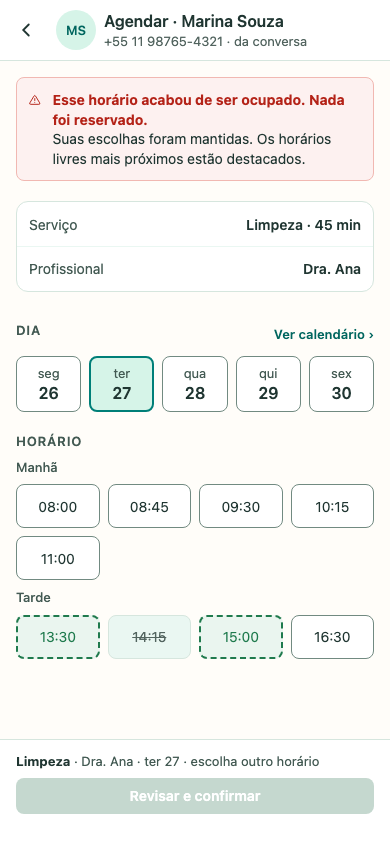 MS
Agendar · Marina Souza
+55 11 98765-4321 · da conversa
Esse horário acabou de ser ocupado. Nada
foi reservado.
Suas escolhas foram mantidas. Os horários
livres mais próximos estão destacados.
Serviço Limpeza · 45 min
Profissional Dra. Ana
DIA Ver calendário ›
seg ter qua qui sex
26 27 28 29 30
HORÁRIO
Manhã
08:00 08:45 09:30 10:15
11:00
Tarde
13:30 14:15 15:00 16:30
Limpeza · Dra. Ana · ter 27 · escolha outro horário
Revisar e confirmar